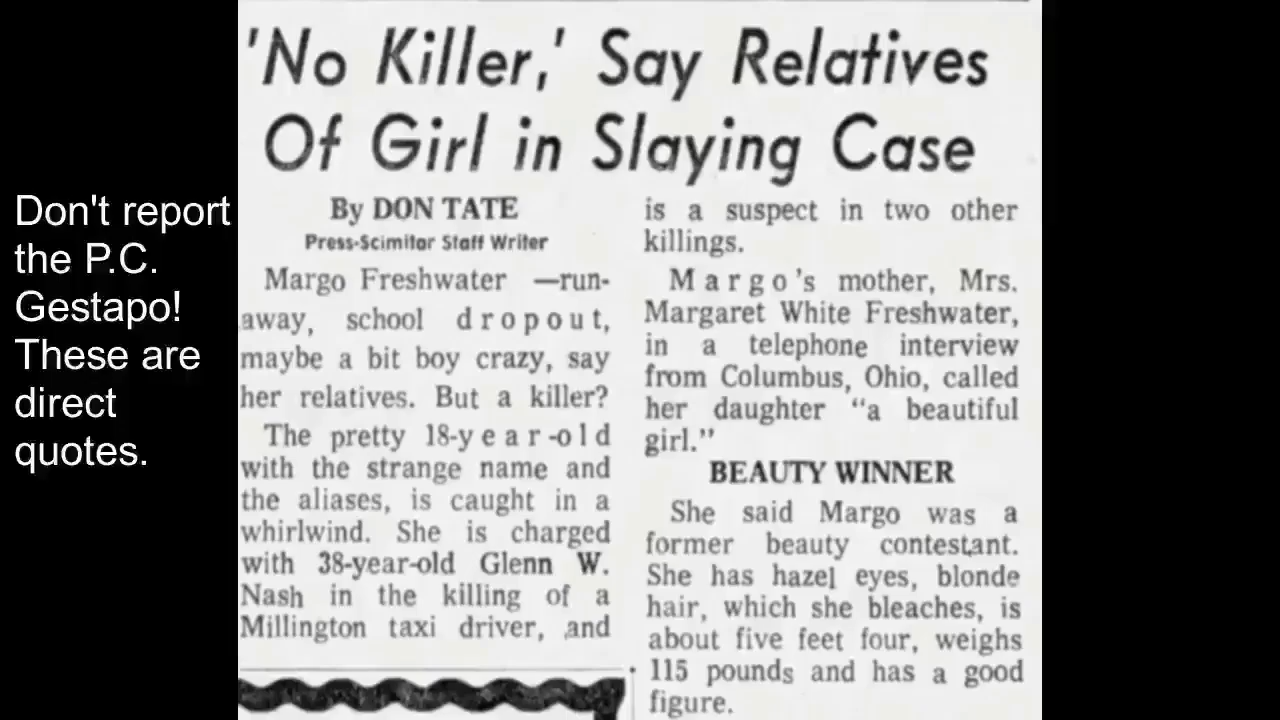 Don't report
the P.C.
Gestapo!
These are
direct
quotes.
'No Killer,' Say Relatives
Of Girl in Slaying Case
By DON TATE
Press-Scimitar Staff Writer
Margo Freshwater —run-
away, school dropout,
maybe a bit boy crazy, say
her relatives. But a killer?
The pretty 18-year-old
with the strange name and
the aliases, is caught in a
whirlwind. She is charged
with 38-year-old Glenn W.
Nash in the killing of a
Millington taxi driver, and
is a suspect in two other
killings.
Margo's mother, Mrs.
Margaret White Freshwater,
in a telephone interview
from Columbus, Ohio, called
her daughter “a beautiful
girl.”
BEAUTY WINNER
She said Margo was a
former beauty contestant.
She has hazel eyes, blonde
hair, which she bleaches, is
about five feet four, weighs
115 pounds and has a good
figure.